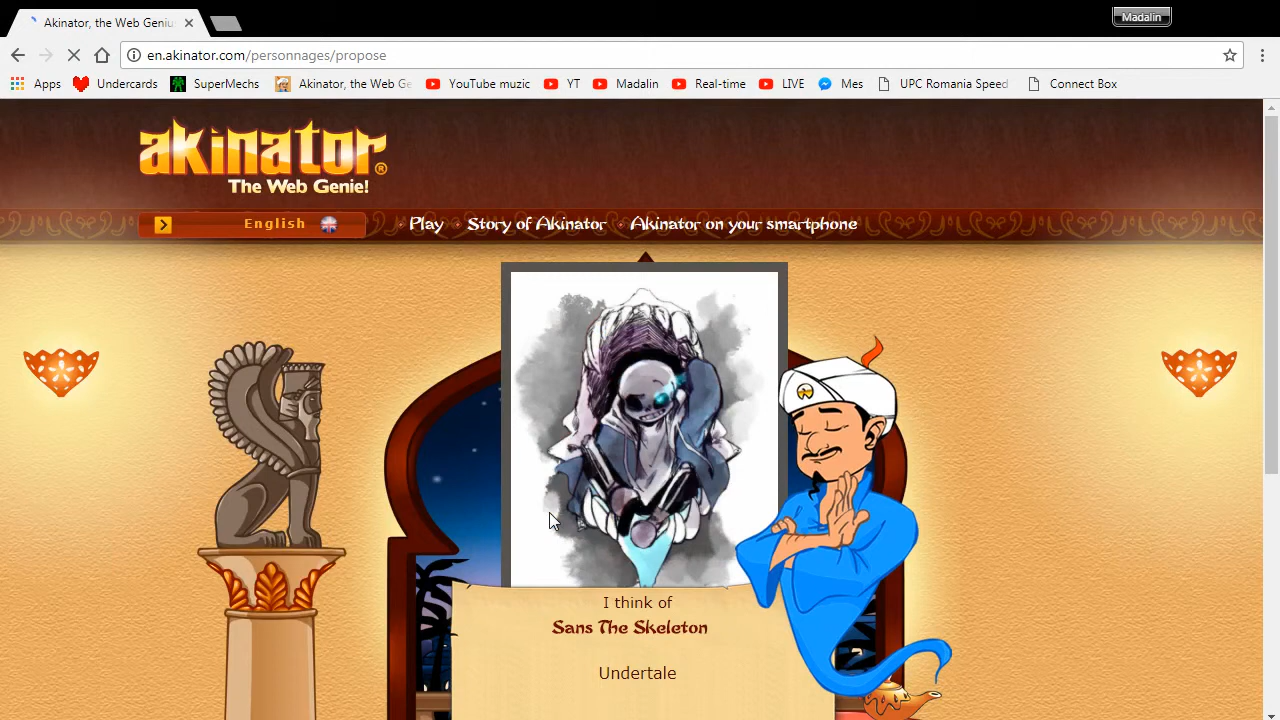 Akinator, the Web Geniu
Madalin
en.akinator.com/personnages/propose
Apps Undercards SuperMechs Akinator, the Web Ge YouTube muzic YT Madalin Real-time LIVE Mes UPC Romania Speed Connect Box
akinator®
The Web Genie!
English Play Story of Akinator Akinator on your smartphone
I think of
Sans The Skeleton
Undertale